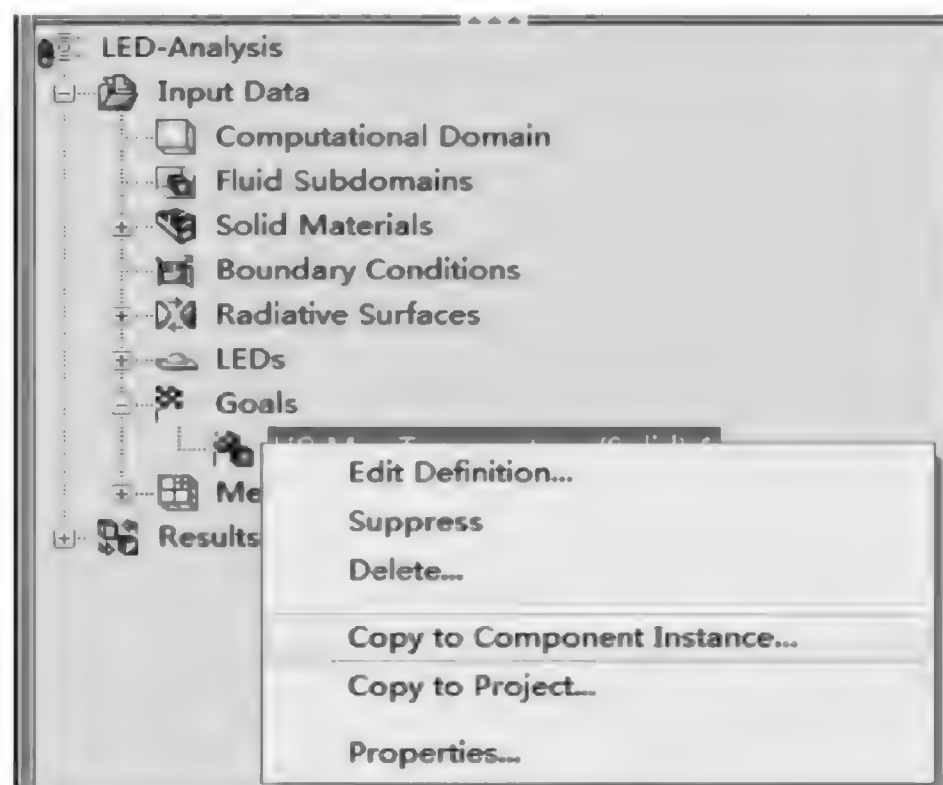 LED-Analysis
Input Data
Computational Domain
Fluid Subdomains
Solid Materials
Boundary Conditions
Radiative Surfaces
LEDs
Goals
Me
Results
Edit Definition...
Suppress
Delete...
Copy to Component Instance...
Copy to Project...
Properties...